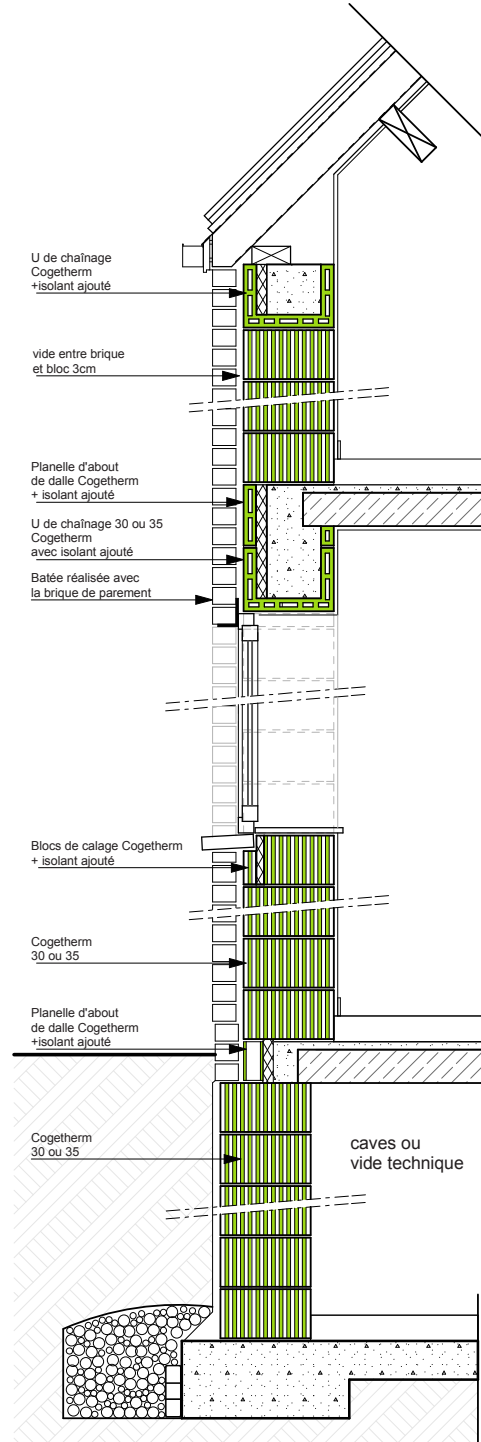 U de chaînage
Cogetherm
+isolant ajouté
vide entre brique
et bloc 3cm
Planelle d'about
de dalle Cogetherm
+ isolant ajouté
U de chaînage 30 ou 35
Cogetherm
avec isolant ajouté
Batée réalisée avec
la brique de parement
Blocs de calage Cogetherm
+ isolant ajouté
Cogetherm
30 ou 35
Planelle d'about
de dalle Cogetherm
+isolant ajouté
Cogetherm
30 ou 35
caves ou
vide technique